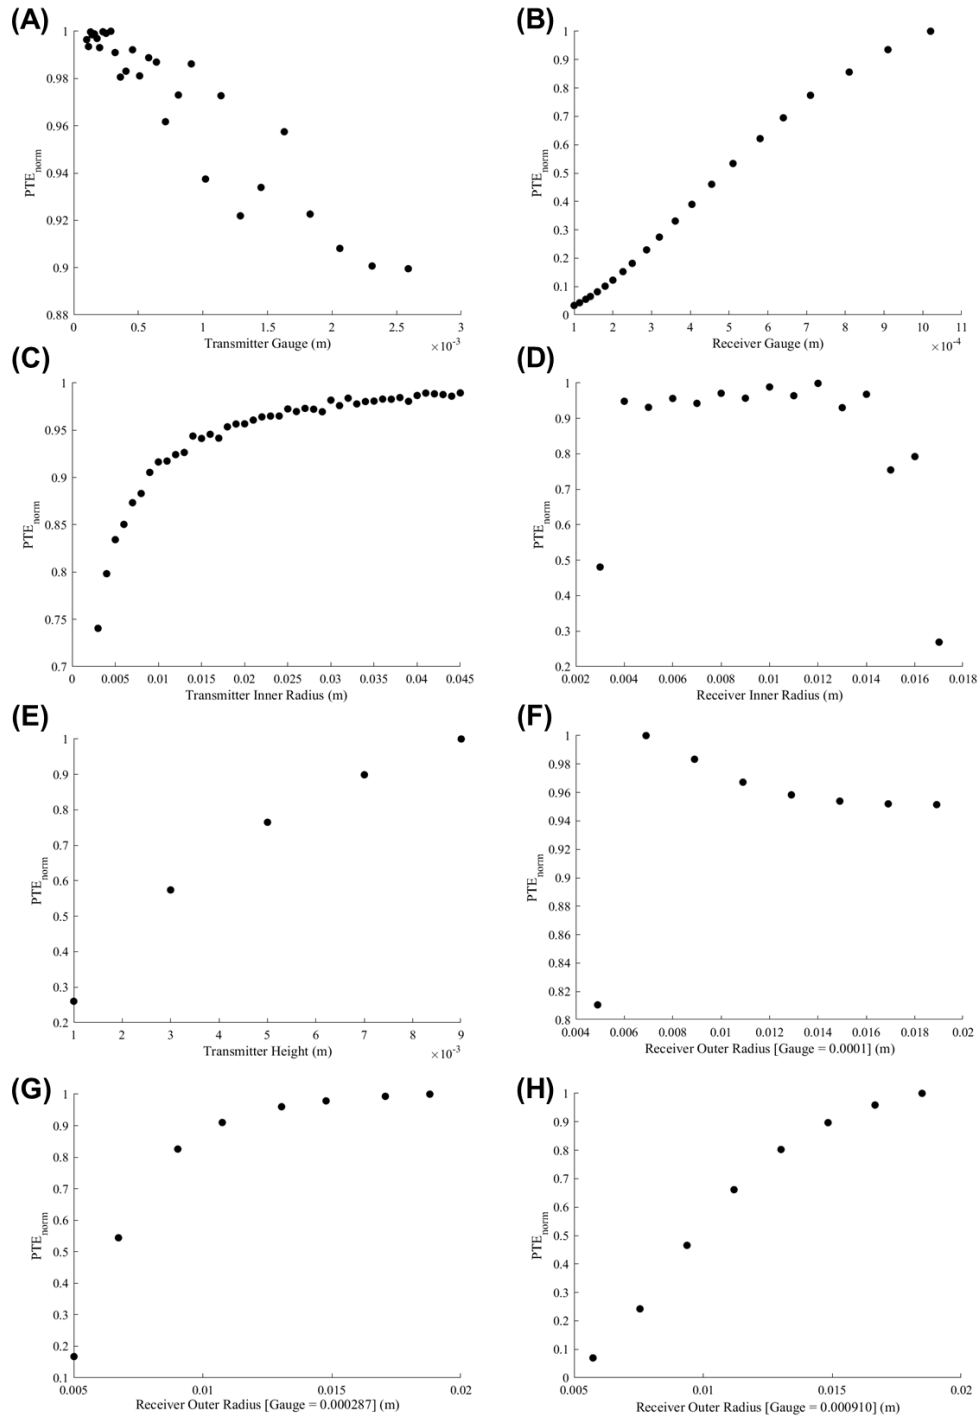 (A)
1
0.98
0.96
0.94
0.92
0.9
0.88
PTEnorm
0 0.5 1 1.5 2 2.5 3
Transmitter Gauge (m) ×10-3
(B)
1
0.9
0.8
0.7
0.6
0.5
0.4
0.3
0.2
0.1
0
PTEnorm
1 2 3 4 5 6 7 8 9 10 11
Receiver Gauge (m) ×10-4
(C)
1
0.95
0.9
0.85
0.8
0.75
0.7
PTEnorm
0 0.005 0.01 0.015 0.02 0.025 0.03 0.035 0.04 0.045
Transmitter Inner Radius (m)
(D)
1
0.9
0.8
0.7
0.6
0.5
0.4
0.3
0.2
PTEnorm
0.002 0.004 0.006 0.008 0.01 0.012 0.014 0.016 0.018
Receiver Inner Radius (m)
(E)
1
0.9
0.8
0.7
0.6
0.5
0.4
0.3
0.2
PTEnorm
1 2 3 4 5 6 7 8 9
Transmitter Height (m) ×10-3
(F)
1
0.98
0.96
0.94
0.92
0.9
0.88
0.86
0.84
0.82
0.8
PTEnorm
0.004 0.006 0.008 0.01 0.012 0.014 0.016 0.018 0.02
Receiver Outer Radius [Gauge = 0.0001] (m)
(G)
1
0.9
0.8
0.7
0.6
0.5
0.4
0.3
0.2
0.1
PTEnorm
0.005 0.01 0.015 0.02
Receiver Outer Radius [Gauge = 0.000287] (m)
(H)
1
0.9
0.8
0.7
0.6
0.5
0.4
0.3
0.2
0.1
0
PTEnorm
0.005 0.01 0.015 0.02
Receiver Outer Radius [Gauge = 0.000910] (m)